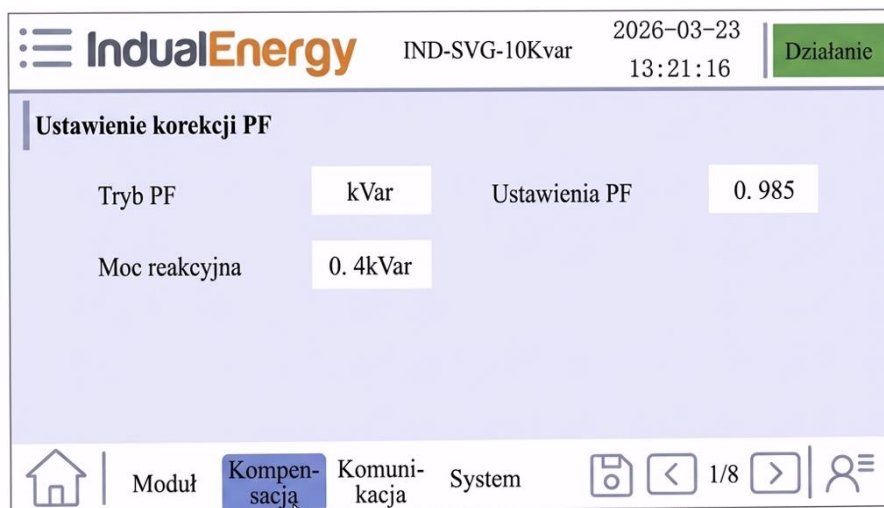 IndualEnergy IND-SVG-10Kvar 2026-03-23 13:21:16 Działanie
Ustawienie korekcji PF
Tryb PF kVar Ustawienia PF 0.985
Moc reakcyjna 0.4kVar
Moduł Kompen-sacją Komuni-kacja System 1/8